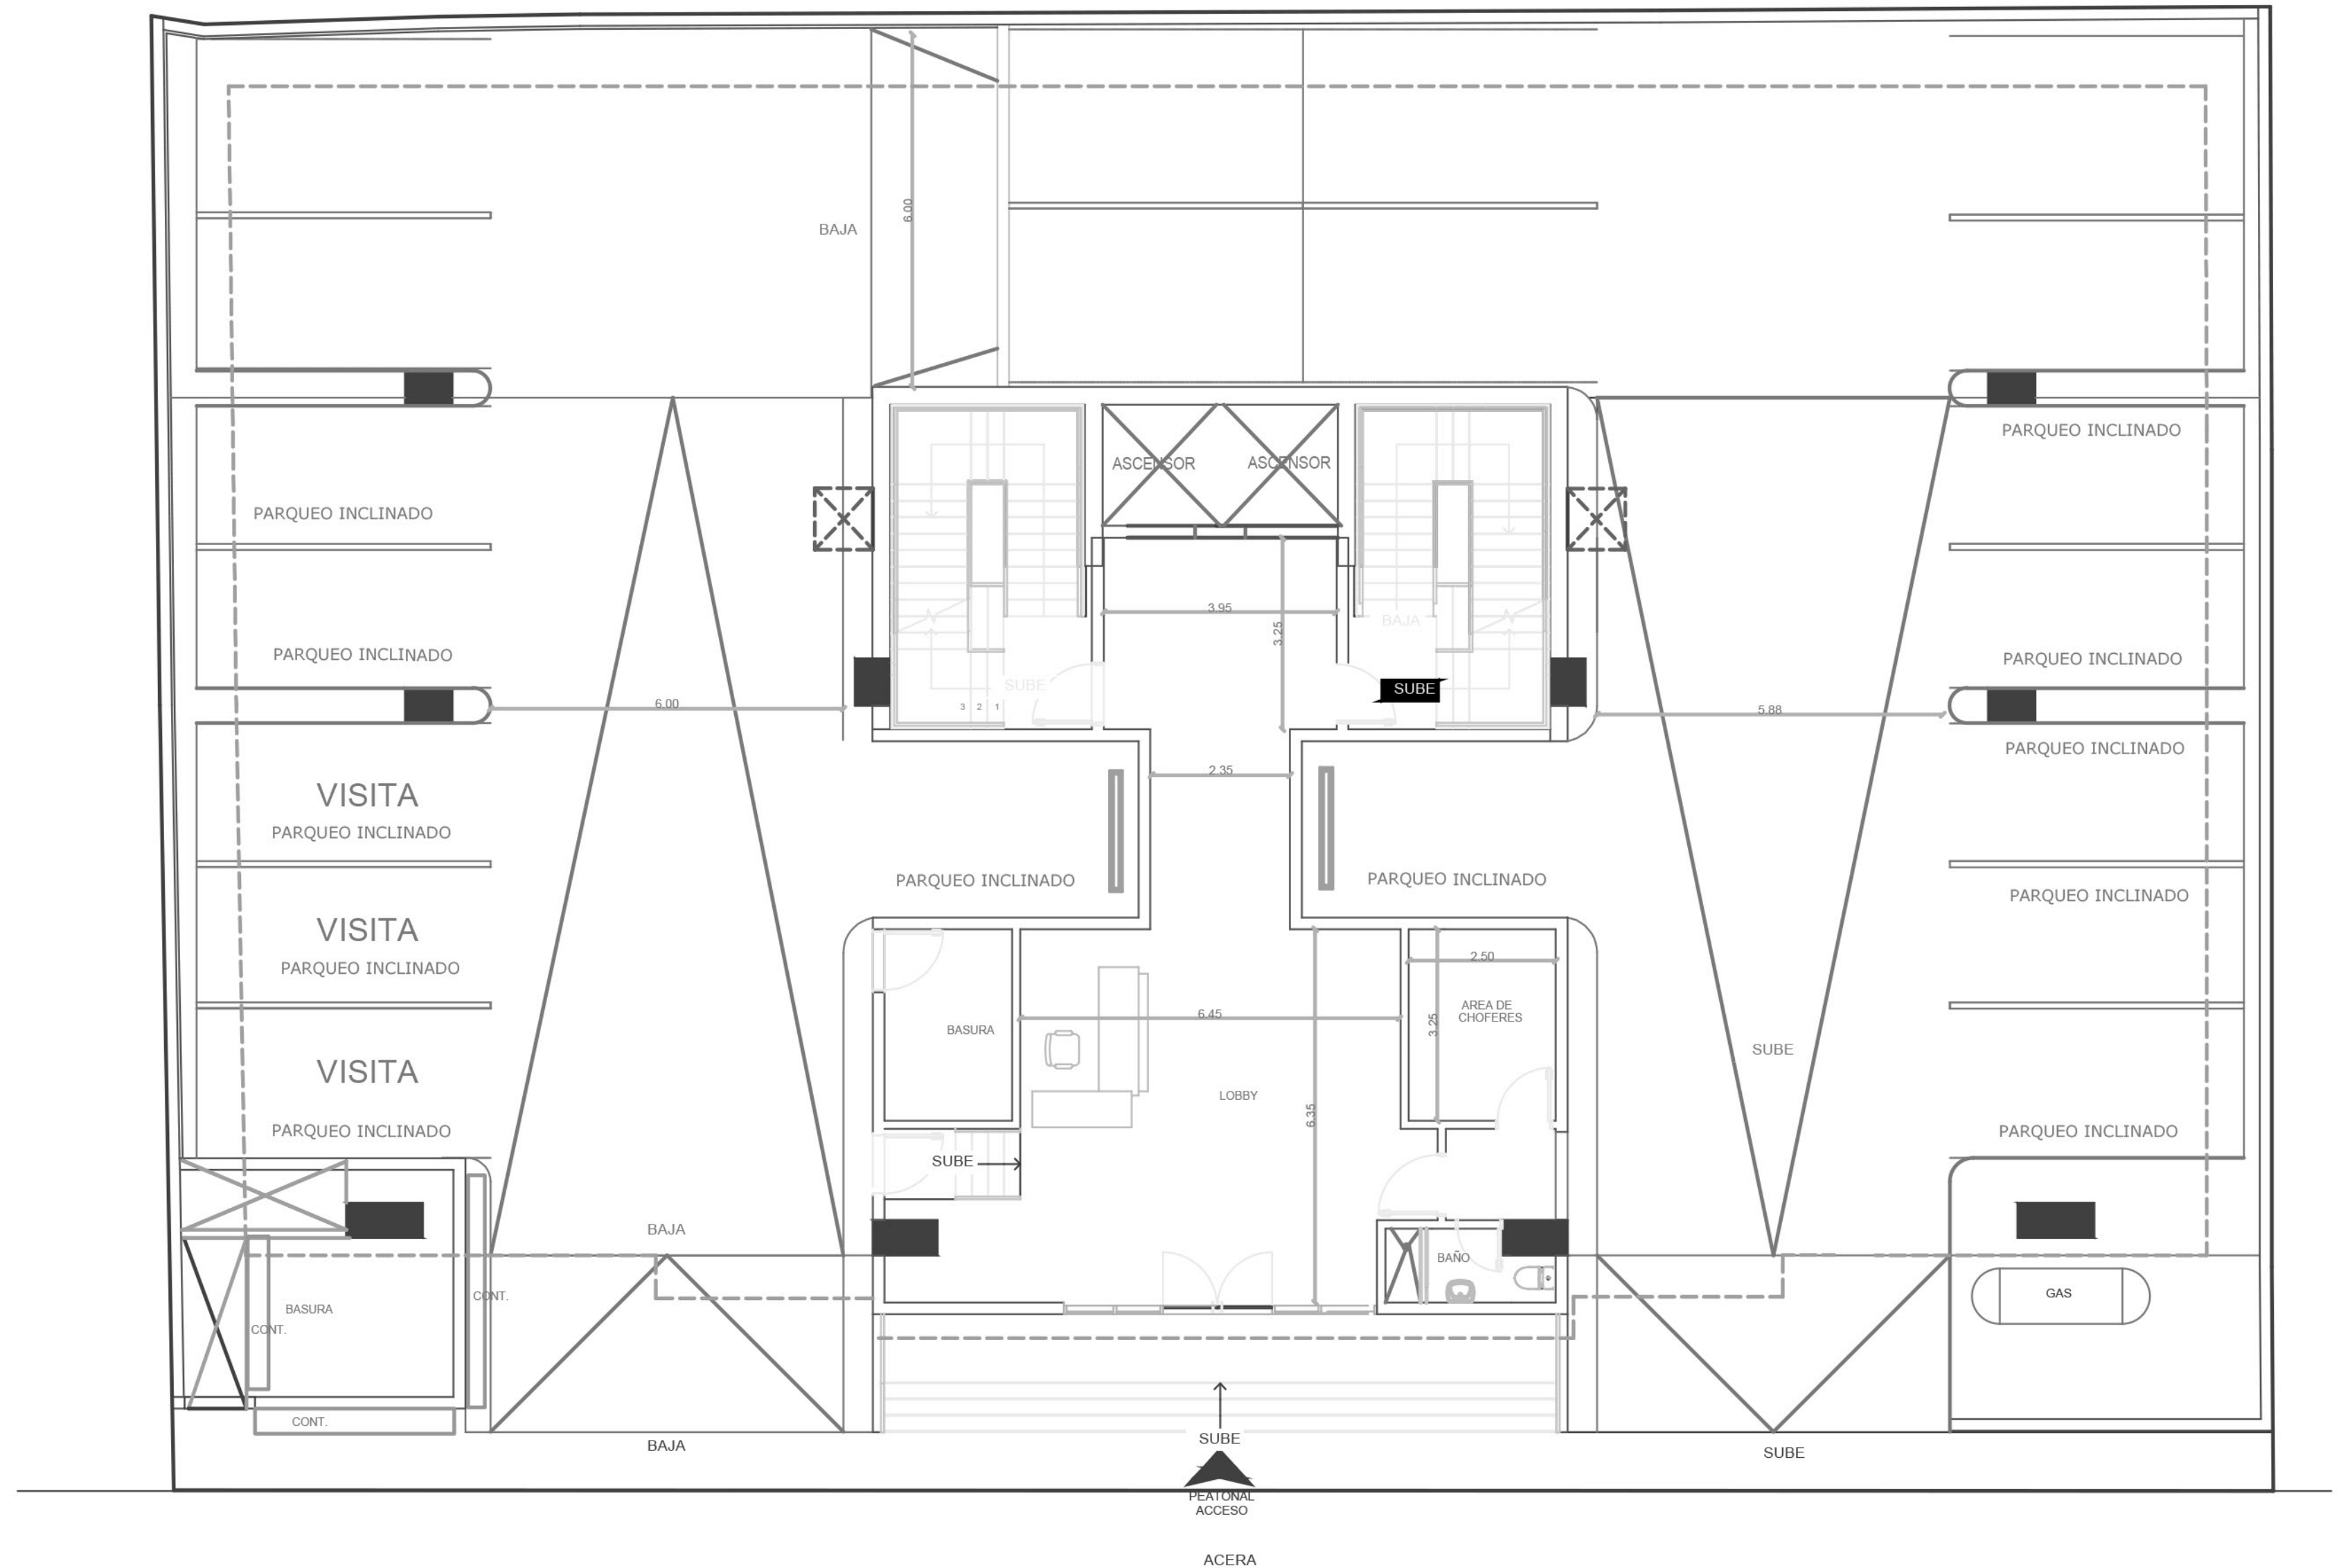 6.00
BAJA
PARQUEO INCLINADO
ASCENSOR
ASCENSOR
PARQUEO INCLINADO
3.95
BAJA
3.25
PARQUEO INCLINADO
PARQUEO INCLINADO
SUBE
SUBE
6.00
3 2 1
5.88
PARQUEO INCLINADO
2.35
VISITA
PARQUEO INCLINADO
PARQUEO INCLINADO
PARQUEO INCLINADO
PARQUEO INCLINADO
VISITA
PARQUEO INCLINADO
2.50
AREA DE
CHOFERES
6.45
3.25
BASURA
SUBE
VISITA
LOBBY
6.35
PARQUEO INCLINADO
PARQUEO INCLINADO
SUBE
BAJA
BAÑO
CONT.
GAS
BASURA
CONT.
CONT.
BAJA
SUBE
SUBE
PEATONAL
ACCESO
ACERA